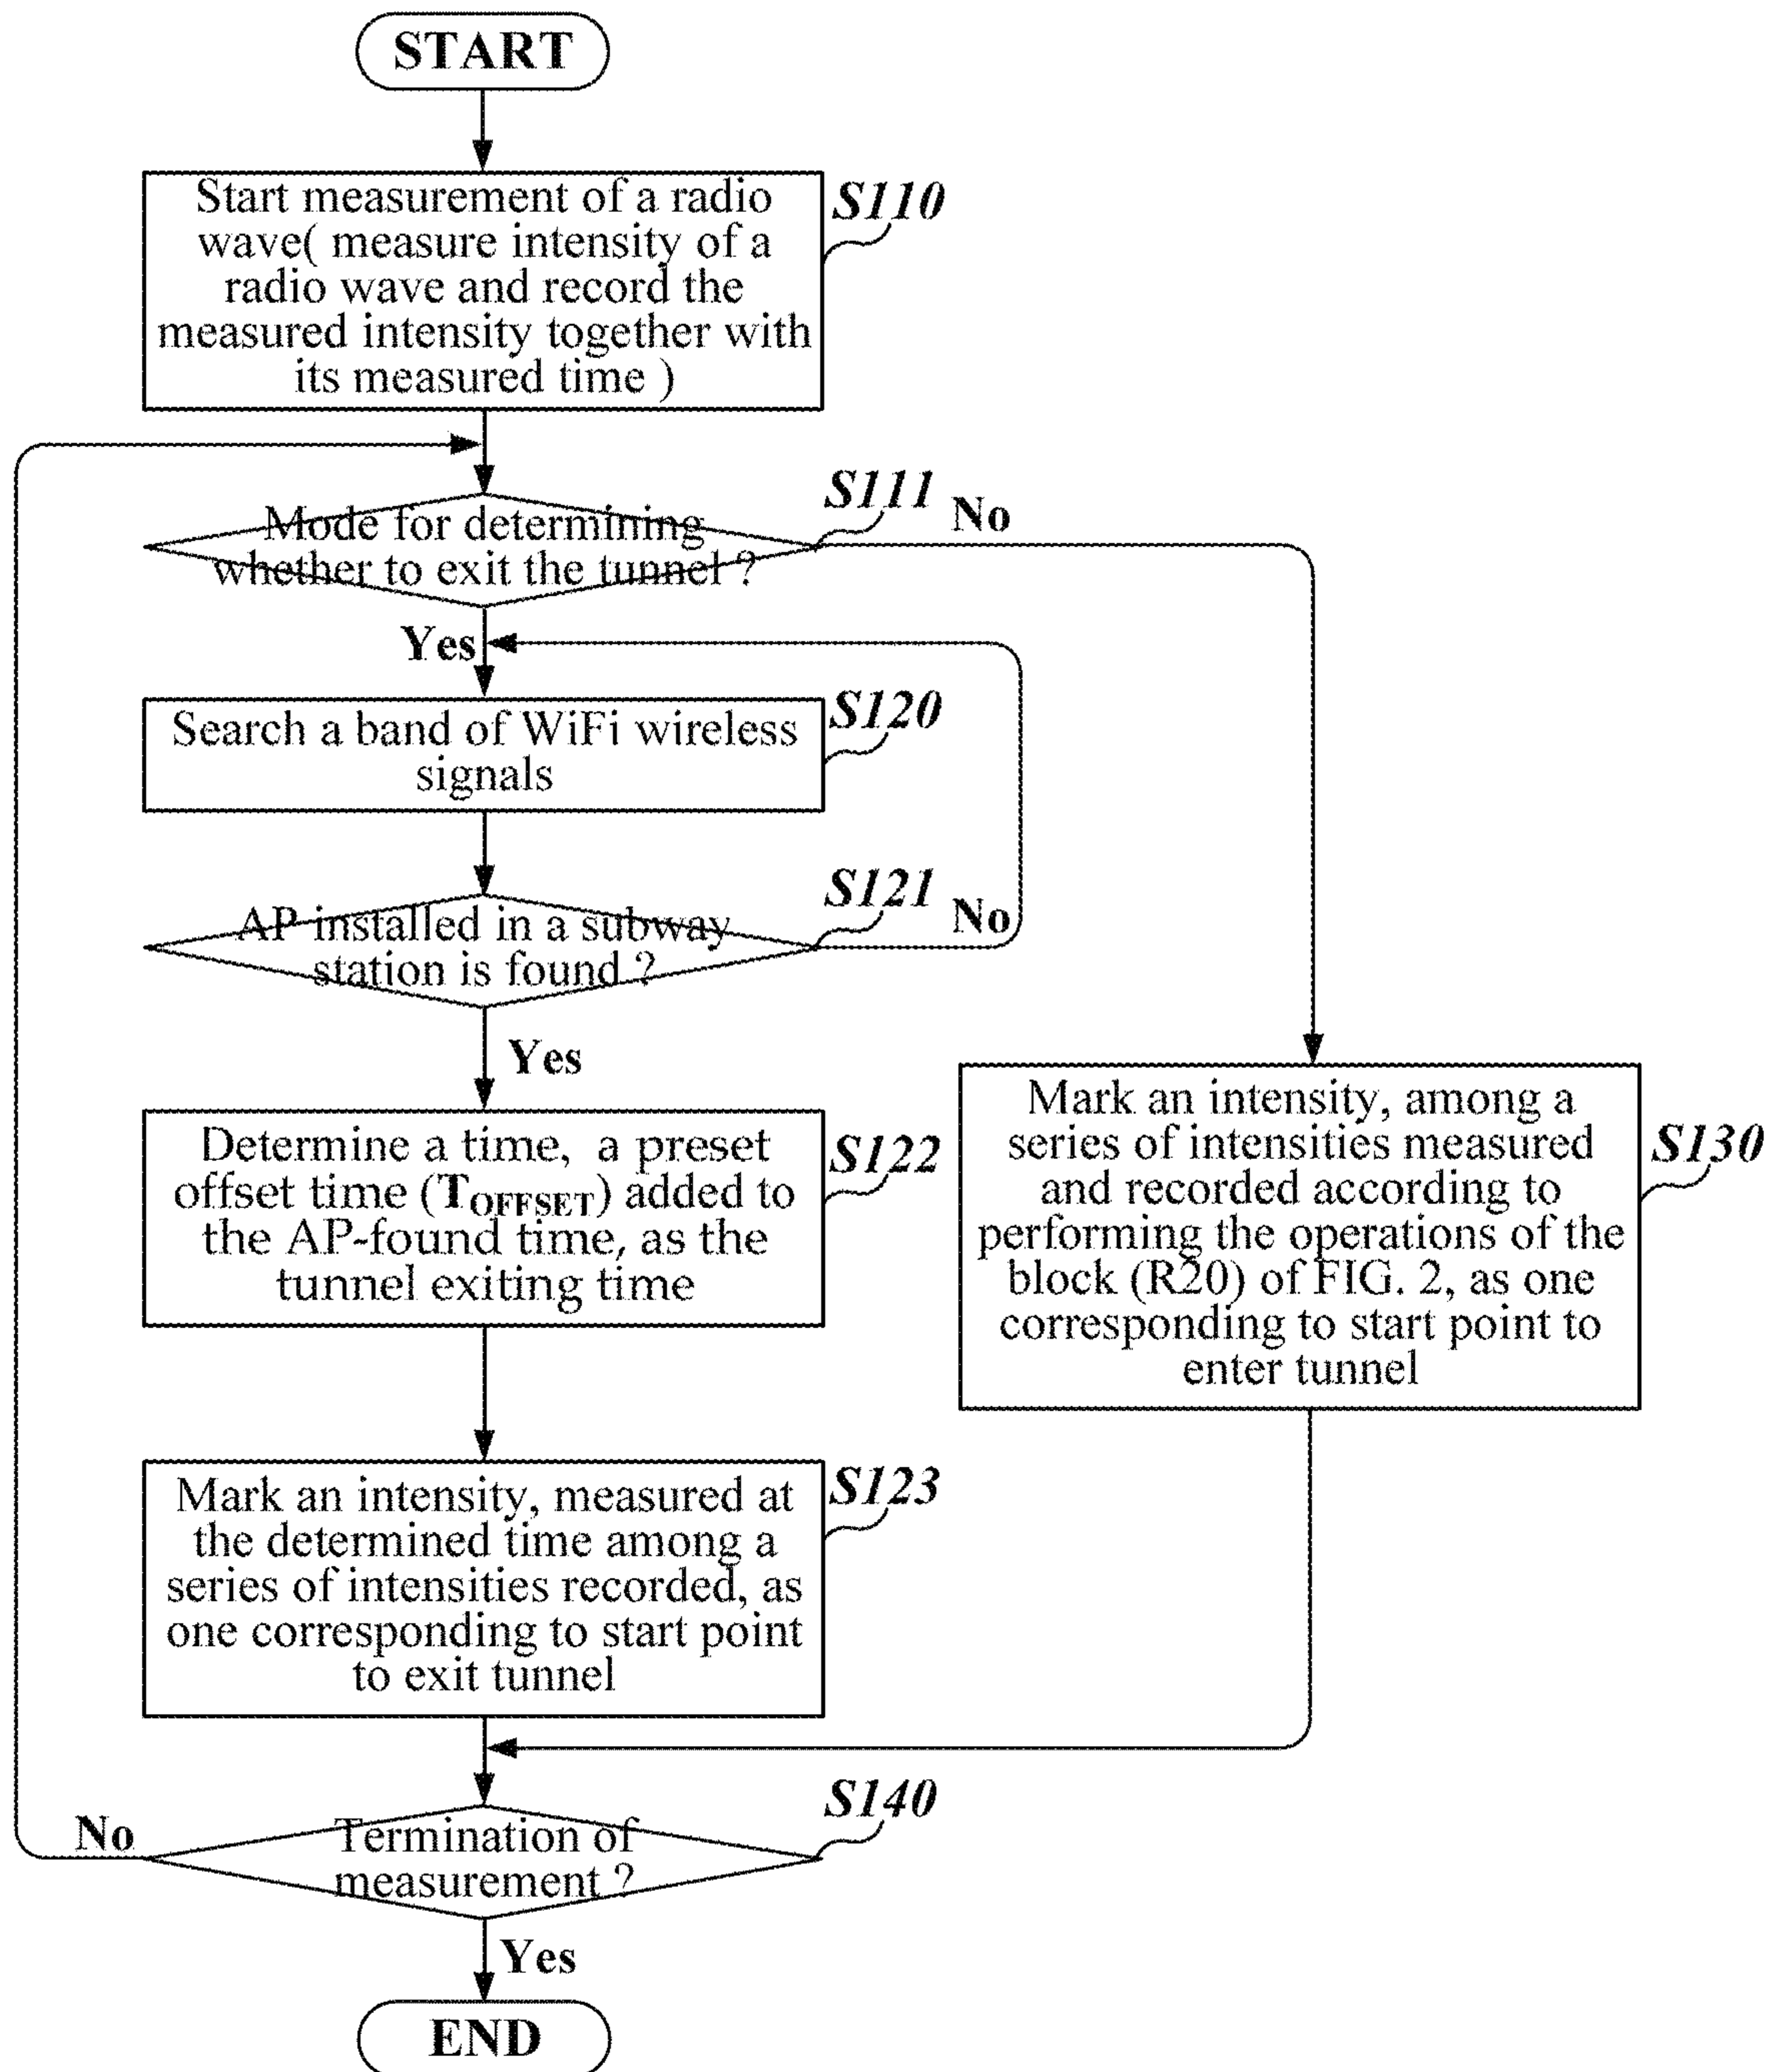 START
Start measurement of a radio
wave( measure intensity of a
radio wave and record the
measured intensity together with
its measured time )
S110
Mode for determining
whether to exit the tunnel ?
S111
No
Yes
Search a band of WiFi wireless
signals
S120
AP installed in a subway
station is found ?
S121
No
Yes
Determine a time, a preset
offset time (TOFFSET) added to
the AP-found time, as the
tunnel exiting time
S122
Mark an intensity, among a
series of intensities measured
and recorded according to
performing the operations of the
block (R20) of FIG. 2, as one
corresponding to start point to
enter tunnel
S130
Mark an intensity, measured at
the determined time among a
series of intensities recorded, as
one corresponding to start point
to exit tunnel
S123
Termination of
measurement ?
S140
No
Yes
END